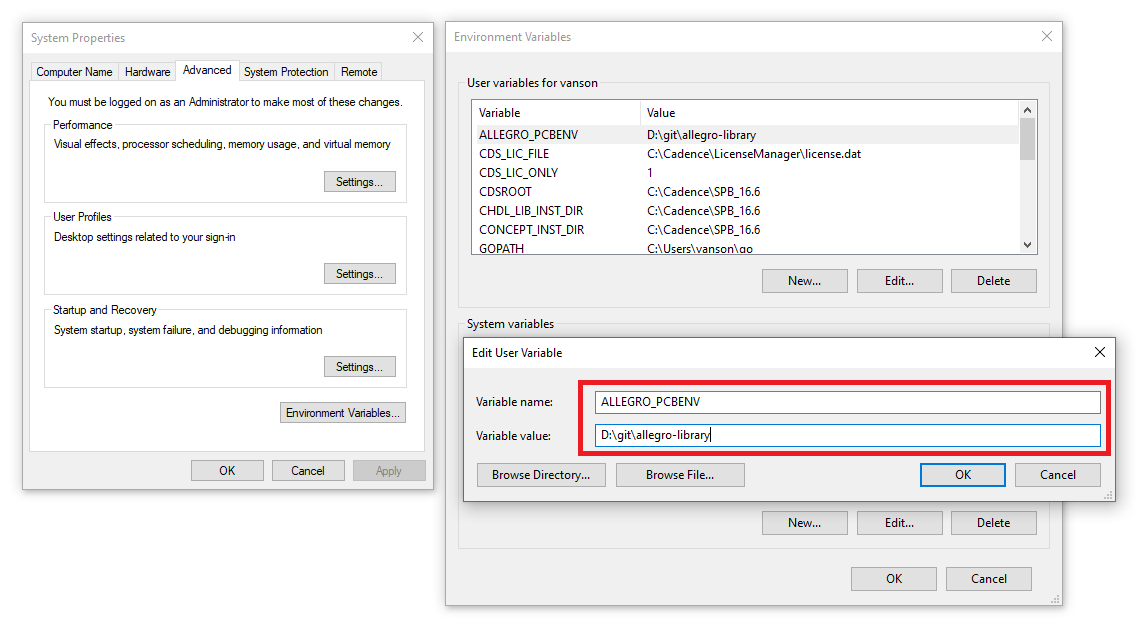 System Properties
Computer Name Hardware Advanced System Protection Remote
You must be logged on as an Administrator to make most of these changes.
Performance
Visual effects, processor scheduling, memory usage, and virtual memory
Settings...
User Profiles
Desktop settings related to your sign-in
Settings...
Startup and Recovery
System startup, system failure, and debugging information
Settings...
Environment Variables...
OK Cancel Apply
Environment Variables
User variables for vanson
Variable Value
ALLEGRO_PCBENV D:\git\allegro-library
CDS_LIC_FILE C:\Cadence\LicenseManager\license.dat
CDS_LIC_ONLY 1
CDSROOT C:\Cadence\SPB_16.6
CHDL_LIB_INST_DIR C:\Cadence\SPB_16.6
CONCEPT_INST_DIR C:\Cadence\SPB_16.6
GOPATH C:\Users\vanson\go
New... Edit... Delete
System variables
Edit User Variable
Variable name: ALLEGRO_PCBENV
Variable value: D:\git\allegro-library
Browse Directory... Browse File... OK Cancel
New... Edit... Delete
OK Cancel